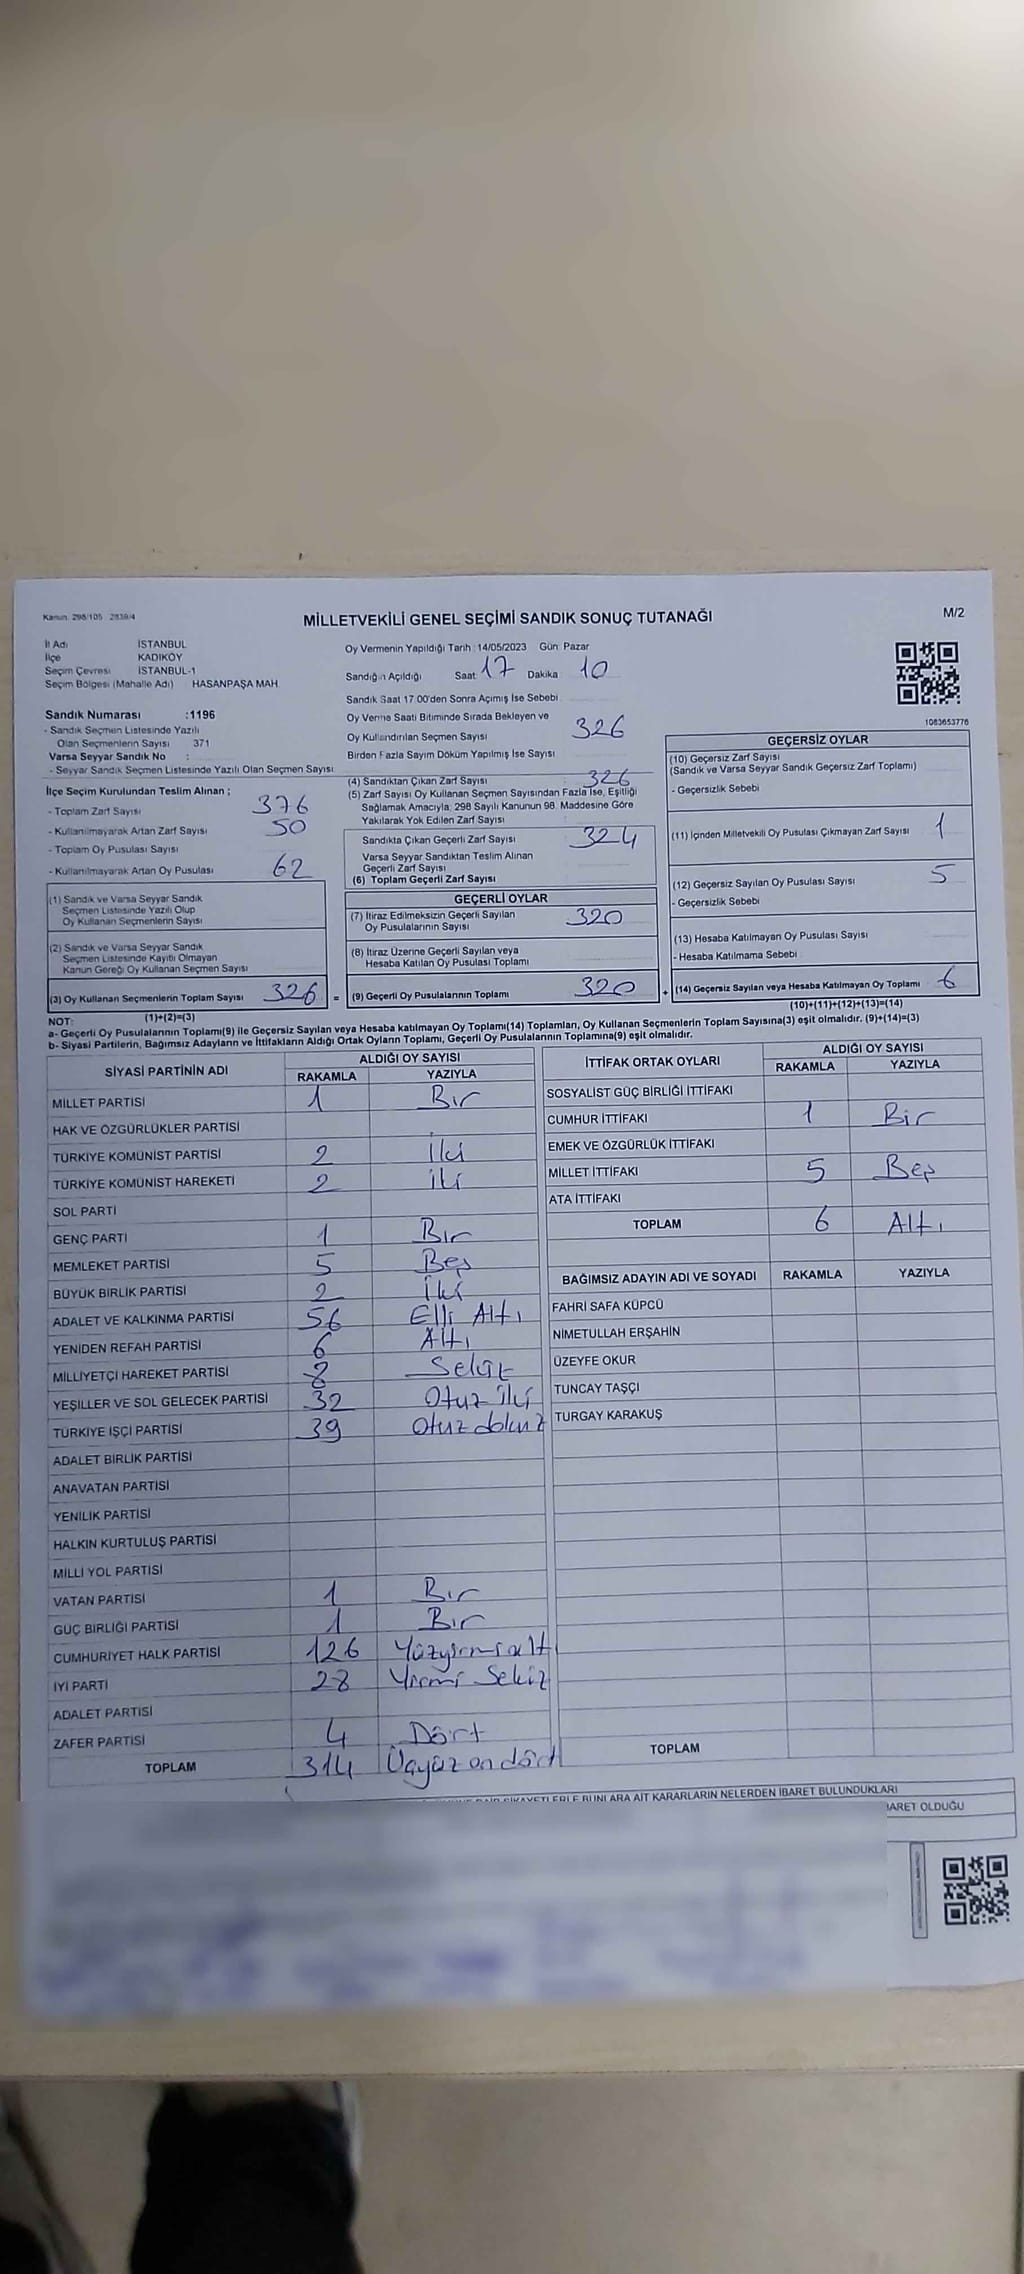 Kanun: 298/105 2839/4
MİLLETVEKİLİ GENEL SEÇİMİ SANDIK SONUÇ TUTANAĞI
M/2
İl Adı İSTANBUL
İlçe KADIKÖY
Seçim Çevresi İSTANBUL-1
Seçim Bölgesi (Mahalle Adı) HASANPAŞA MAH
Oy Vermenin Yapıldığı Tarih : 14/05/2023 Gün: Pazar
Sandığın Açıldığı Saat 17 Dakika 10
Sandık Saat 17:00'den Sonra Açılmış İse Sebebi
Oy Verme Saati Bitiminde Sırada Bekleyen ve
Oy Kullandırılan Seçmen Sayısı 326
Birden Fazla Sayım Döküm Yapılmış İse Sayısı
1083653776
Sandık Numarası :1196
- Sandık Seçmen Listesinde Yazılı
Olan Seçmenlerin Sayısı 371
Varsa Seyyar Sandık No :
- Seyyar Sandık Seçmen Listesinde Yazılı Olan Seçmen Sayısı
İlçe Seçim Kurulundan Teslim Alınan ;
- Toplam Zarf Sayısı 376
- Kullanılmayarak Artan Zarf Sayısı 50
- Toplam Oy Pusulası Sayısı
- Kullanılmayarak Artan Oy Pusulası 62
(1) Sandık ve Varsa Seyyar Sandık
Seçmen Listesinde Yazılı Olup
Oy Kullanan Seçmenlerin Sayısı
(2) Sandık ve Varsa Seyyar Sandık
Seçmen Listesinde Kayıtlı Olmayan
Kanun Gereği Oy Kullanan Seçmen Sayısı
(3) Oy Kullanan Seçmenlerin Toplam Sayısı 326 =
(1)+(2)=(3)
(4) Sandıktan Çıkan Zarf Sayısı : 326
(5) Zarf Sayısı Oy Kullanan Seçmen Sayısından Fazla İse, Eşitliği
Sağlamak Amacıyla, 298 Sayılı Kanunun 98. Maddesine Göre
Yakılarak Yok Edilen Zarf Sayısı
Sandıkta Çıkan Geçerli Zarf Sayısı 324
Varsa Seyyar Sandıktan Teslim Alınan
Geçerli Zarf Sayısı
(6) Toplam Geçerli Zarf Sayısı
GEÇERLİ OYLAR
(7) İtiraz Edilmeksizin Geçerli Sayılan
Oy Pusulalarının Sayısı 320
(8) İtiraz Üzerine Geçerli Sayılan veya
Hesaba Katılan Oy Pusulası Toplamı
(9) Geçerli Oy Pusulalarının Toplamı 320 +
GEÇERSİZ OYLAR
(10) Geçersiz Zarf Sayısı
(Sandık ve Varsa Seyyar Sandık Geçersiz Zarf Toplamı)
- Geçersizlik Sebebi
(11) İçinden Milletvekili Oy Pusulası Çıkmayan Zarf Sayısı 1
(12) Geçersiz Sayılan Oy Pusulası Sayısı 5
- Geçersizlik Sebebi
(13) Hesaba Katılmayan Oy Pusulası Sayısı
- Hesaba Katılmama Sebebi
(14) Geçersiz Sayılan veya Hesaba Katılmayan Oy Toplamı 6
(10)+(11)+(12)+(13)=(14)
NOT:
a- Geçerli Oy Pusulalarının Toplamı(9) ile Geçersiz Sayılan veya Hesaba katılmayan Oy Toplamı(14) Toplamları, Oy Kullanan Seçmenlerin Toplam Sayısına(3) eşit olmalıdır. (9)+(14)=(3)
b- Siyasi Partilerin, Bağımsız Adayların ve İttifakların Aldığı Ortak Oyların Toplamı, Geçerli Oy Pusulalarının Toplamına(9) eşit olmalıdır.
SİYASİ PARTİNİN ADI ALDIĞI OY SAYISI
RAKAMLA YAZIYLA
MİLLET PARTİSİ 1 Bir
HAK VE ÖZGÜRLÜKLER PARTİSİ
TÜRKİYE KOMÜNİST PARTİSİ 2 İki
TÜRKİYE KOMÜNİST HAREKETİ 2 İki
SOL PARTİ
GENÇ PARTİ 1 Bir
MEMLEKET PARTİSİ 5 Beş
BÜYÜK BİRLİK PARTİSİ 2 İki
ADALET VE KALKINMA PARTİSİ 56 Elli Altı
YENİDEN REFAH PARTİSİ 6 Altı
MİLLİYETÇİ HAREKET PARTİSİ 8 Sekiz
YEŞİLLER VE SOL GELECEK PARTİSİ 32 Otuz iki
TÜRKİYE İŞÇİ PARTİSİ 39 Otuz dokuz
ADALET BİRLİK PARTİSİ
ANAVATAN PARTİSİ
YENİLİK PARTİSİ
HALKIN KURTULUŞ PARTİSİ
MİLLİ YOL PARTİSİ
VATAN PARTİSİ 1 Bir
GÜÇ BİRLİĞİ PARTİSİ 1 Bir
CUMHURİYET HALK PARTİSİ 126 Yüzyirmialt
İYİ PARTİ 28 Yirmi Sekiz
ADALET PARTİSİ
ZAFER PARTİSİ 4 Dört
TOPLAM 314 Üçyüz ondört
İTTİFAK ORTAK OYLARI ALDIĞI OY SAYISI
RAKAMLA YAZIYLA
SOSYALİST GÜÇ BİRLİĞİ İTTİFAKI
CUMHUR İTTİFAKI 1 Bir
EMEK VE ÖZGÜRLÜK İTTİFAKI
MİLLET İTTİFAKI 5 Beş
ATA İTTİFAKI
TOPLAM 6 Altı
BAĞIMSIZ ADAYIN ADI VE SOYADI RAKAMLA YAZIYLA
FAHRİ SAFA KÜPCÜ
NİMETULLAH ERŞAHİN
ÜZEYFE OKUR
TUNCAY TAŞÇI
TURGAY KARAKUŞ
TOPLAM
ŞİKAYETLERLE BUNLARA AİT KARARLARIN NELERDEN İBARET BULUNDUKLARI
İBARET OLDUĞU